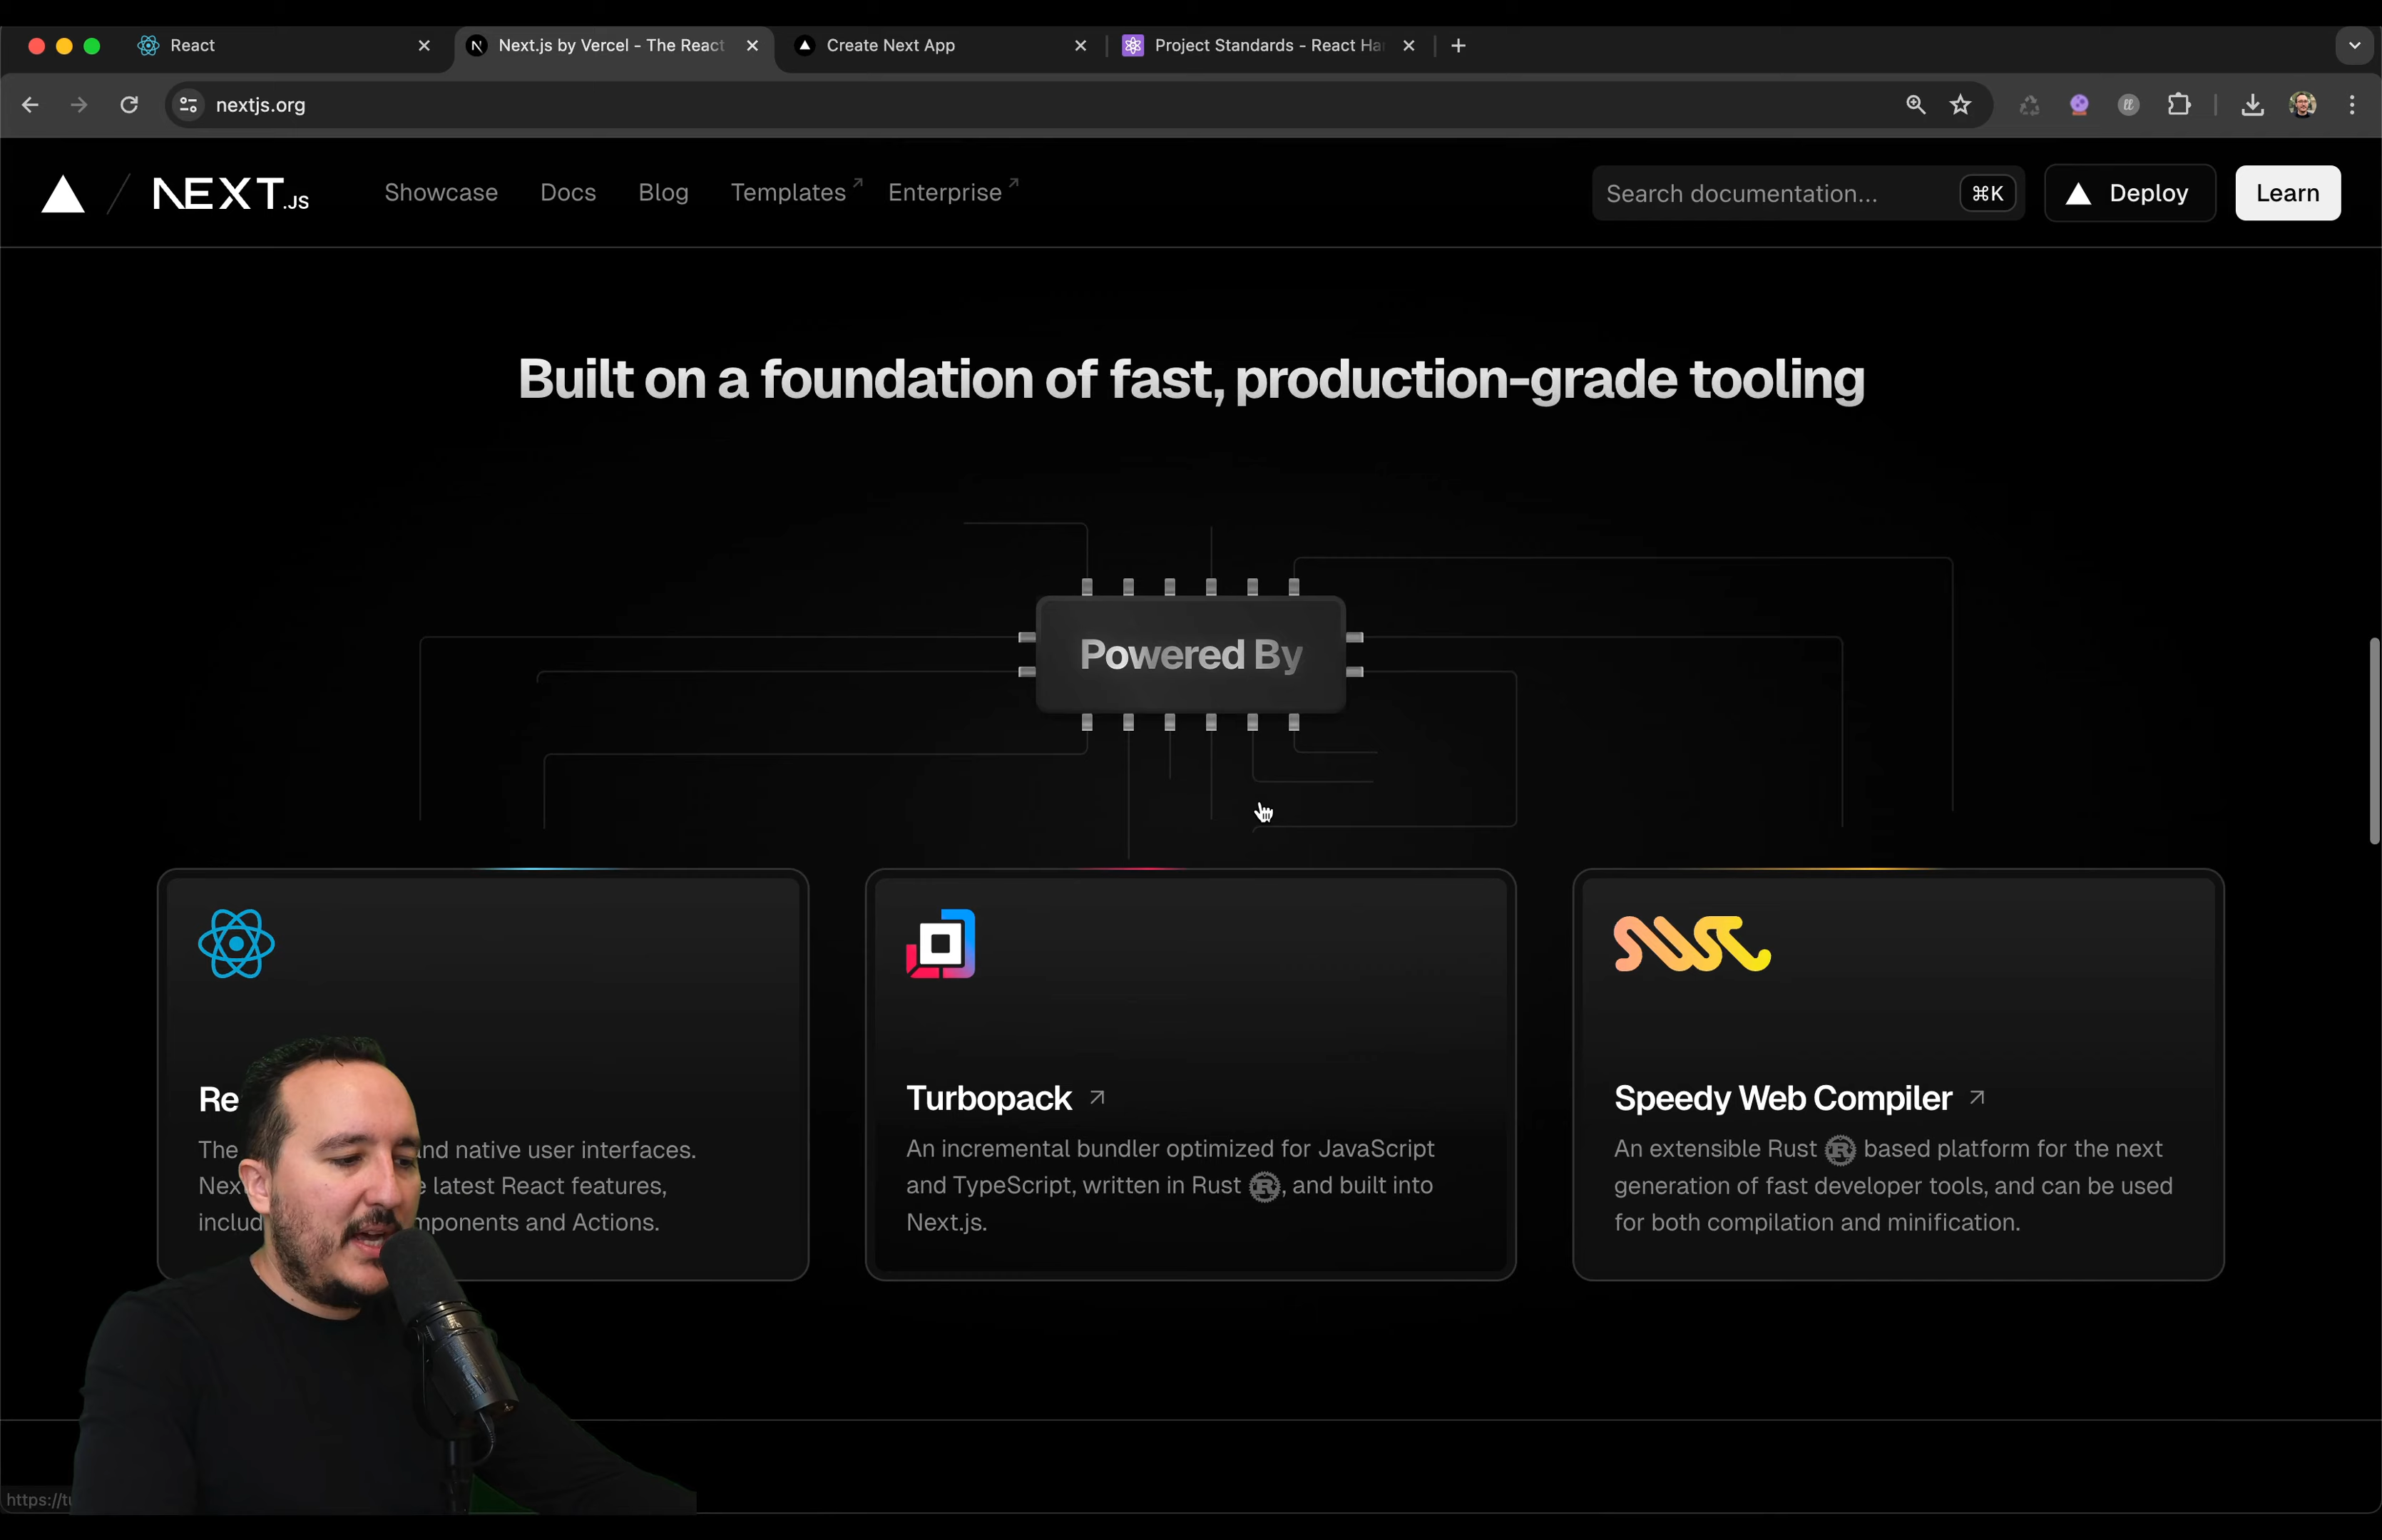 React
Next.js by Vercel - The React
Create Next App
Project Standards - React Ha
nextjs.org
NEXT.JS
Showcase
Docs
Blog
Templates
Enterprise
Search documentation...
⌘K
Deploy
Learn
Built on a foundation of fast, production-grade tooling
Powered By
Re
The nd native user interfaces.
latest React features,
and Actions.
Turbopack
An incremental bundler optimized for JavaScript
and TypeScript, written in Rust R, and built into
Next.js.
Speedy Web Compiler
An extensible Rust R based platform for the next
generation of fast developer tools, and can be used
for both compilation and minification.
https://tu